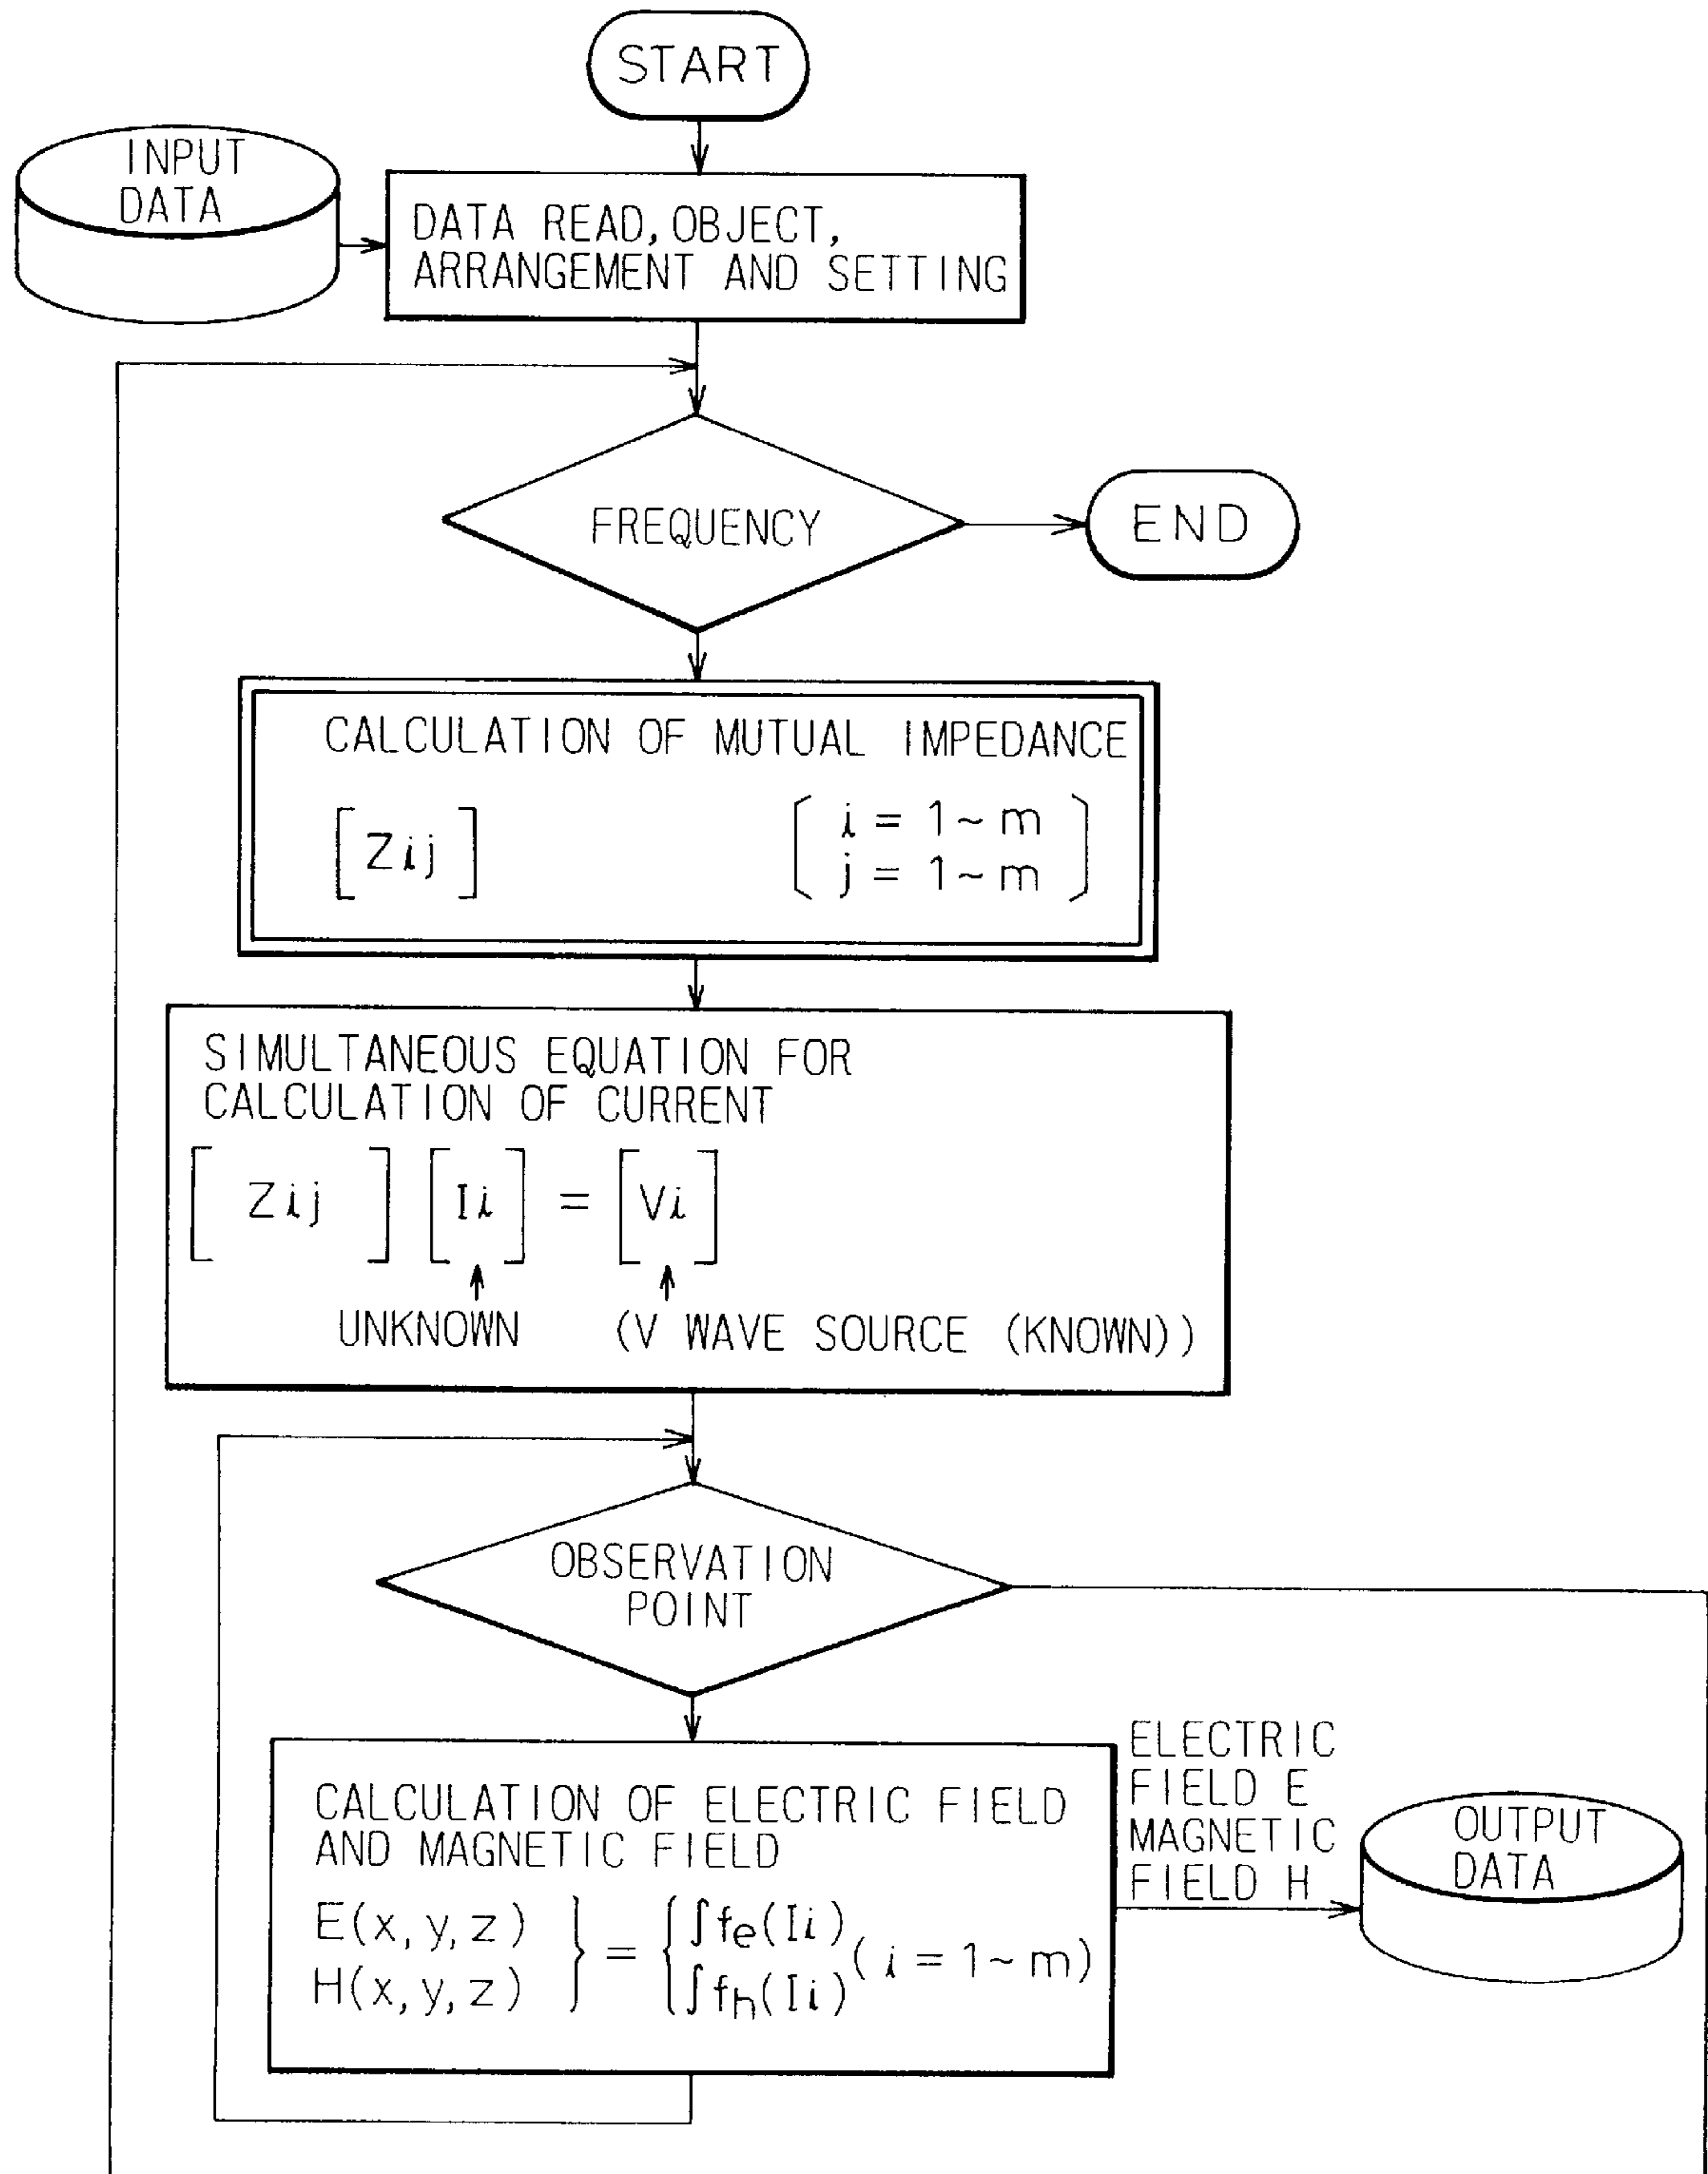 START
INPUT
DATA
DATA READ, OBJECT,
ARRANGEMENT AND SETTING
FREQUENCY
END
CALCULATION OF MUTUAL IMPEDANCE
[Zij] ( i = 1 ~ m
j = 1 ~ m )
SIMULTANEOUS EQUATION FOR
CALCULATION OF CURRENT
[ Zij ] [Ii] = [Vi]
UNKNOWN (V WAVE SOURCE (KNOWN))
OBSERVATION
POINT
CALCULATION OF ELECTRIC FIELD
AND MAGNETIC FIELD
E(x, y, z) } = { ∫fe(Ii) ( i = 1 ~ m)
H(x, y, z) ∫fh(Ii)
ELECTRIC
FIELD E
MAGNETIC
FIELD H
OUTPUT
DATA